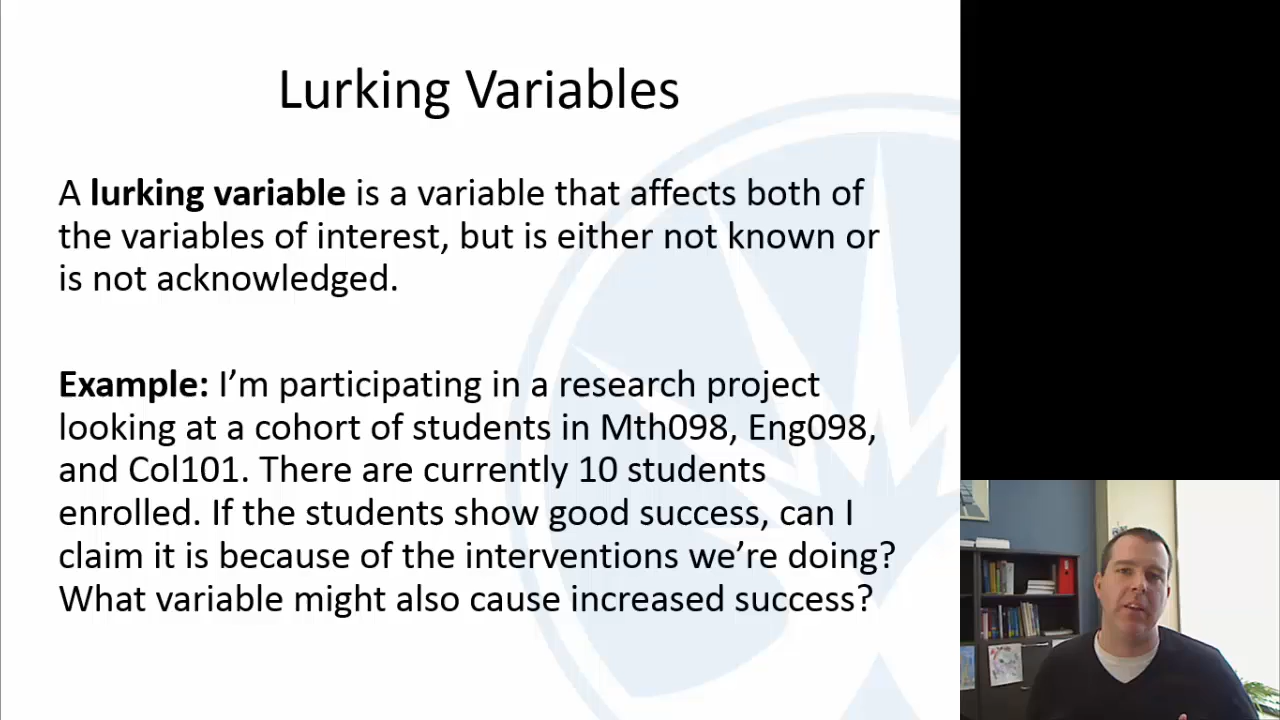 Lurking Variables
A lurking variable is a variable that affects both of
the variables of interest, but is either not known or
is not acknowledged.
Example: I’m participating in a research project
looking at a cohort of students in Mth098, Eng098,
and Col101. There are currently 10 students
enrolled. If the students show good success, can I
claim it is because of the interventions we’re doing?
What variable might also cause increased success?